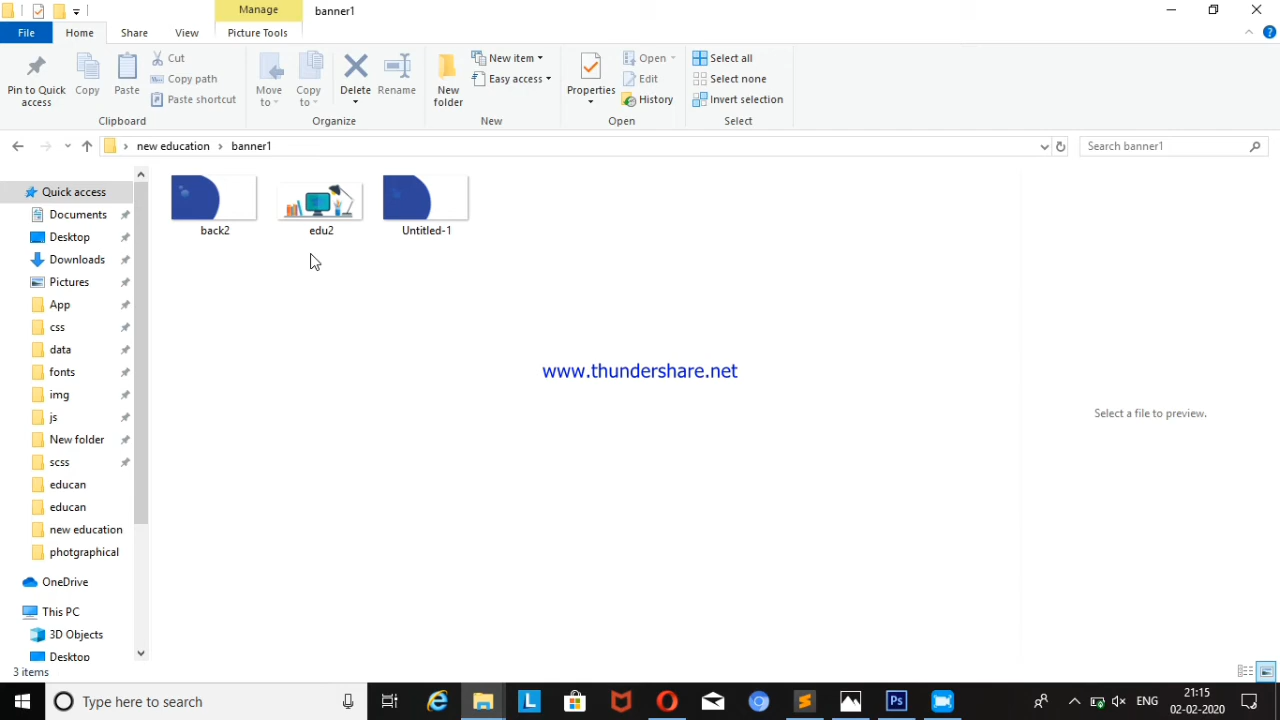 Manage
banner1
File
Home
Share
View
Picture Tools
Pin to Quick access
Copy
Paste
Cut
Copy path
Paste shortcut
Clipboard
Move to
Copy to
Delete
Rename
Organize
New folder
New item
Easy access
New
Properties
Open
Edit
History
Open
Select all
Select none
Invert selection
Select
new education
banner1
Search banner1
Quick access
Documents
Desktop
Downloads
Pictures
App
css
data
fonts
img
js
New folder
scss
educan
educan
new education
photgraphical
OneDrive
This PC
3D Objects
Desktop
back2
edu2
Untitled-1
www.thundershare.net
Select a file to preview.
3 items
Type here to search
L
Ps
ENG
21:15
02-02-2020